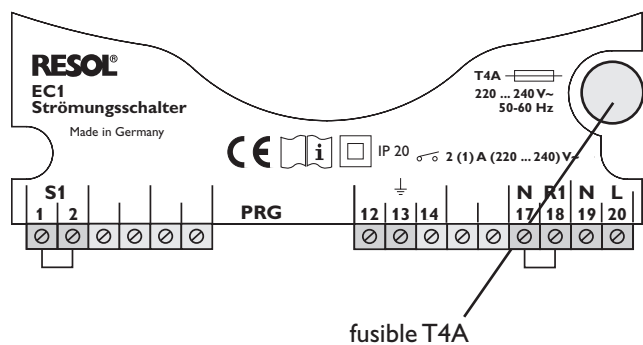 RESOL®
EC1
Strömungsschalter
Made in Germany
T4A
220 ... 240 V~
50-60 Hz
CE i IP 20 2 (1) A (220 ... 240) V~
S1 N R1 N L
1 2 PRG 12 13 14 17 18 19 20
fusible T4A